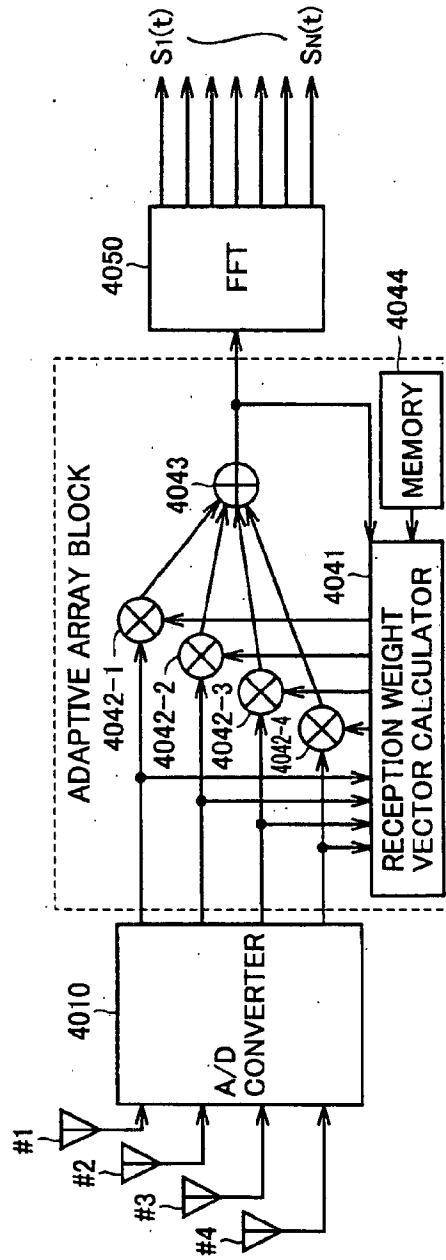 #1
#2
#3
#4
4010
A/D
CONVERTER
ADAPTIVE ARRAY BLOCK
4042-1
4042-2
4042-3
4042-4
4043
4041
RECEPTION WEIGHT
VECTOR CALCULATOR
4044
MEMORY
4050
FFT
S1(t)
SN(t)